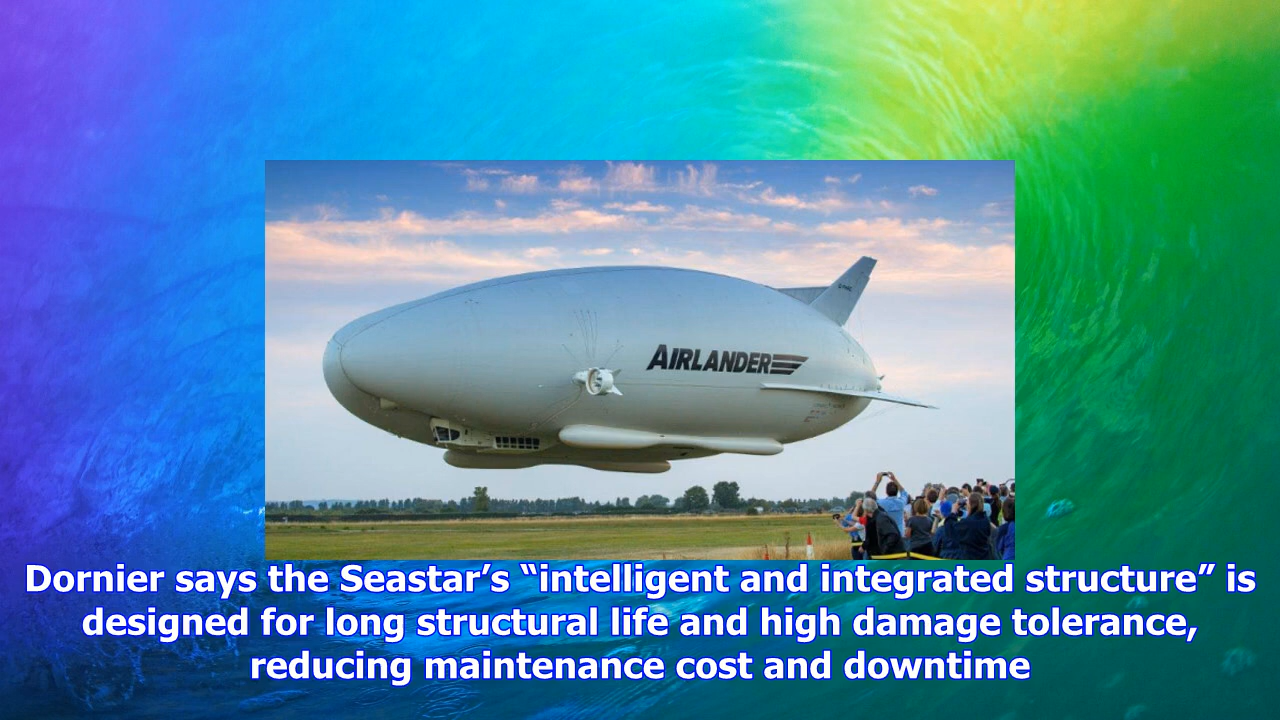 AIRLANDER
Dornier says the Seastar’s “intelligent and integrated structure” is
designed for long structural life and high damage tolerance,
reducing maintenance cost and downtime